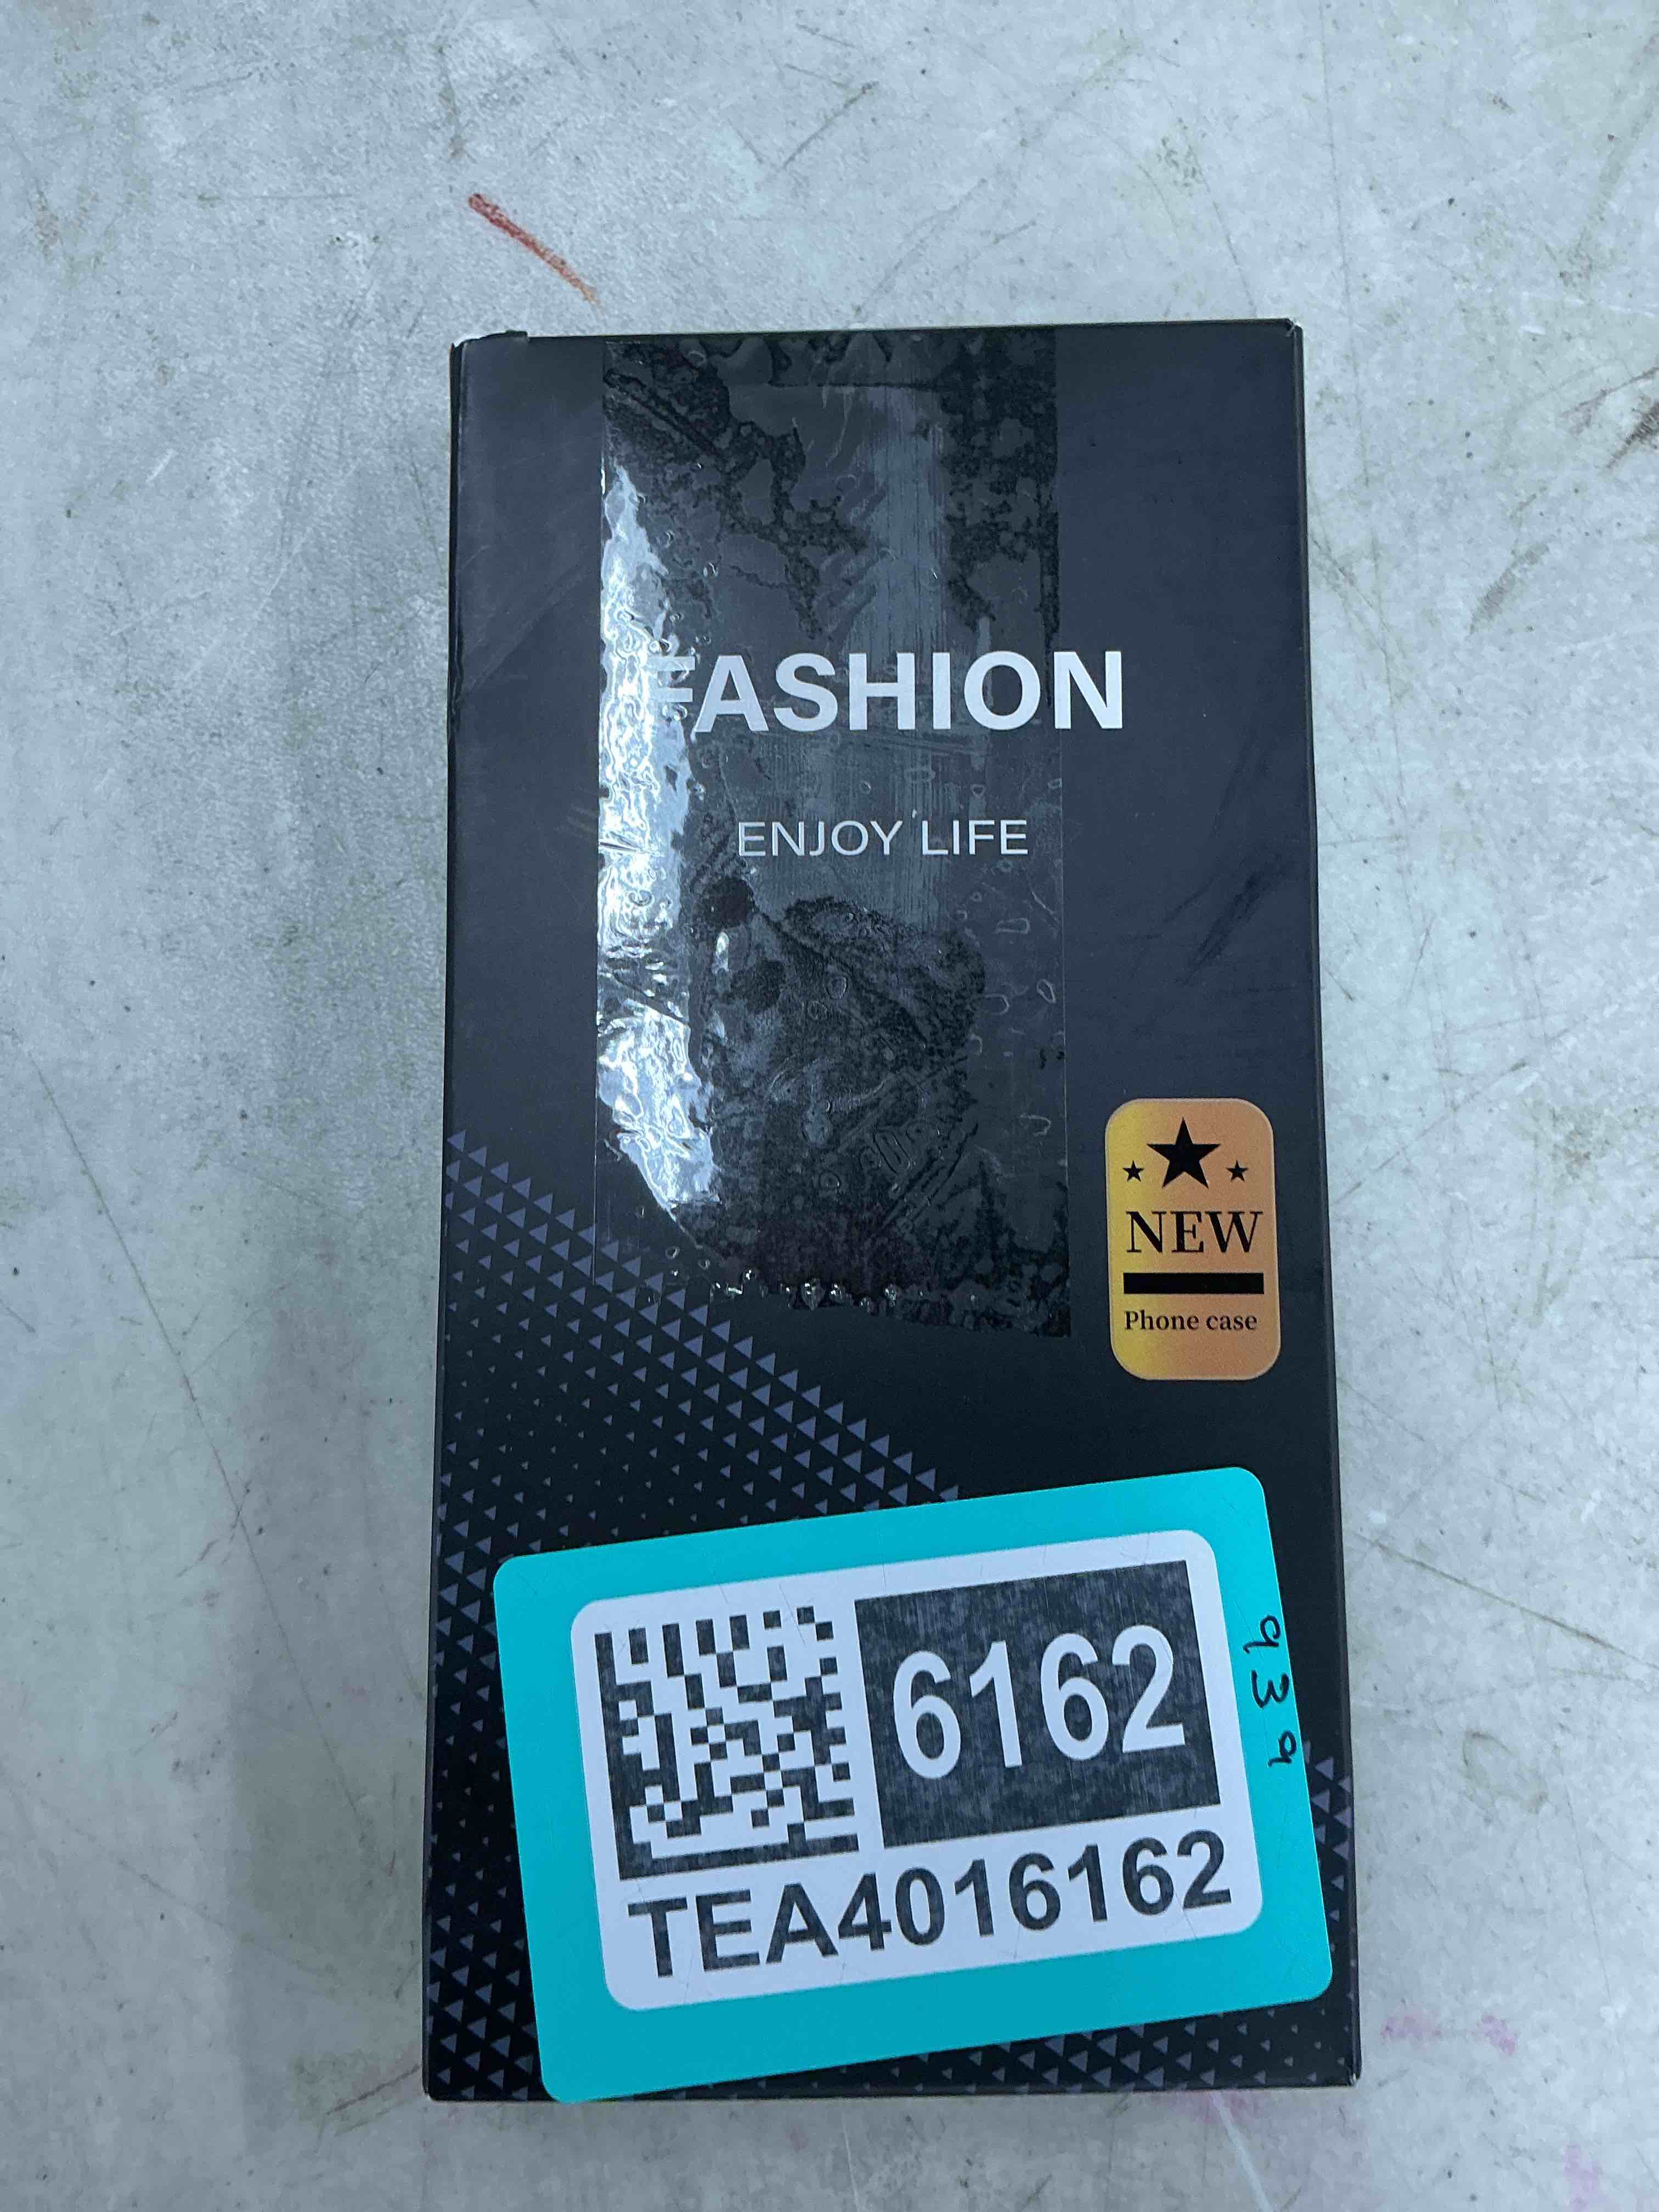 FASHION
ENJOY LIFE
NEW
Phone case
6162
TEA4016162
939